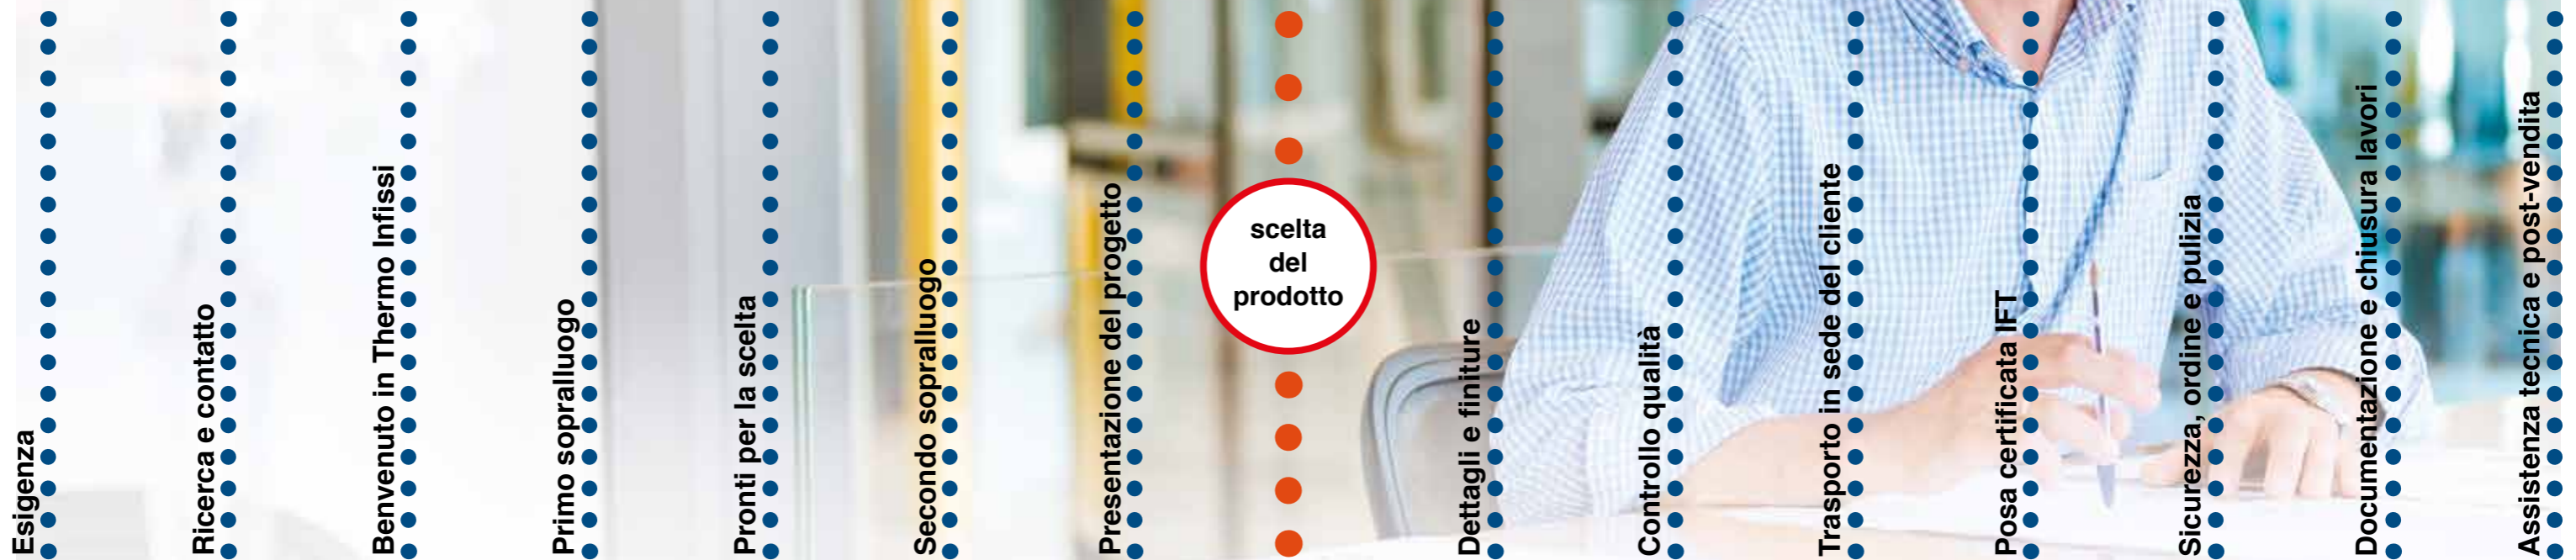 Esigenza
Ricerca e contatto
Benvenuto in Thermo Infissi
Primo sopralluogo
Pronti per la scelta
Secondo sopralluogo
Presentazione del progetto
scelta
del
prodotto
Dettagli e finiture
Controllo qualità
Trasporto in sede del cliente
Posa certificata IFT
Sicurezza, ordine e pulizia
Documentazione e chiusura lavori
Assistenza tecnica e post-vendita